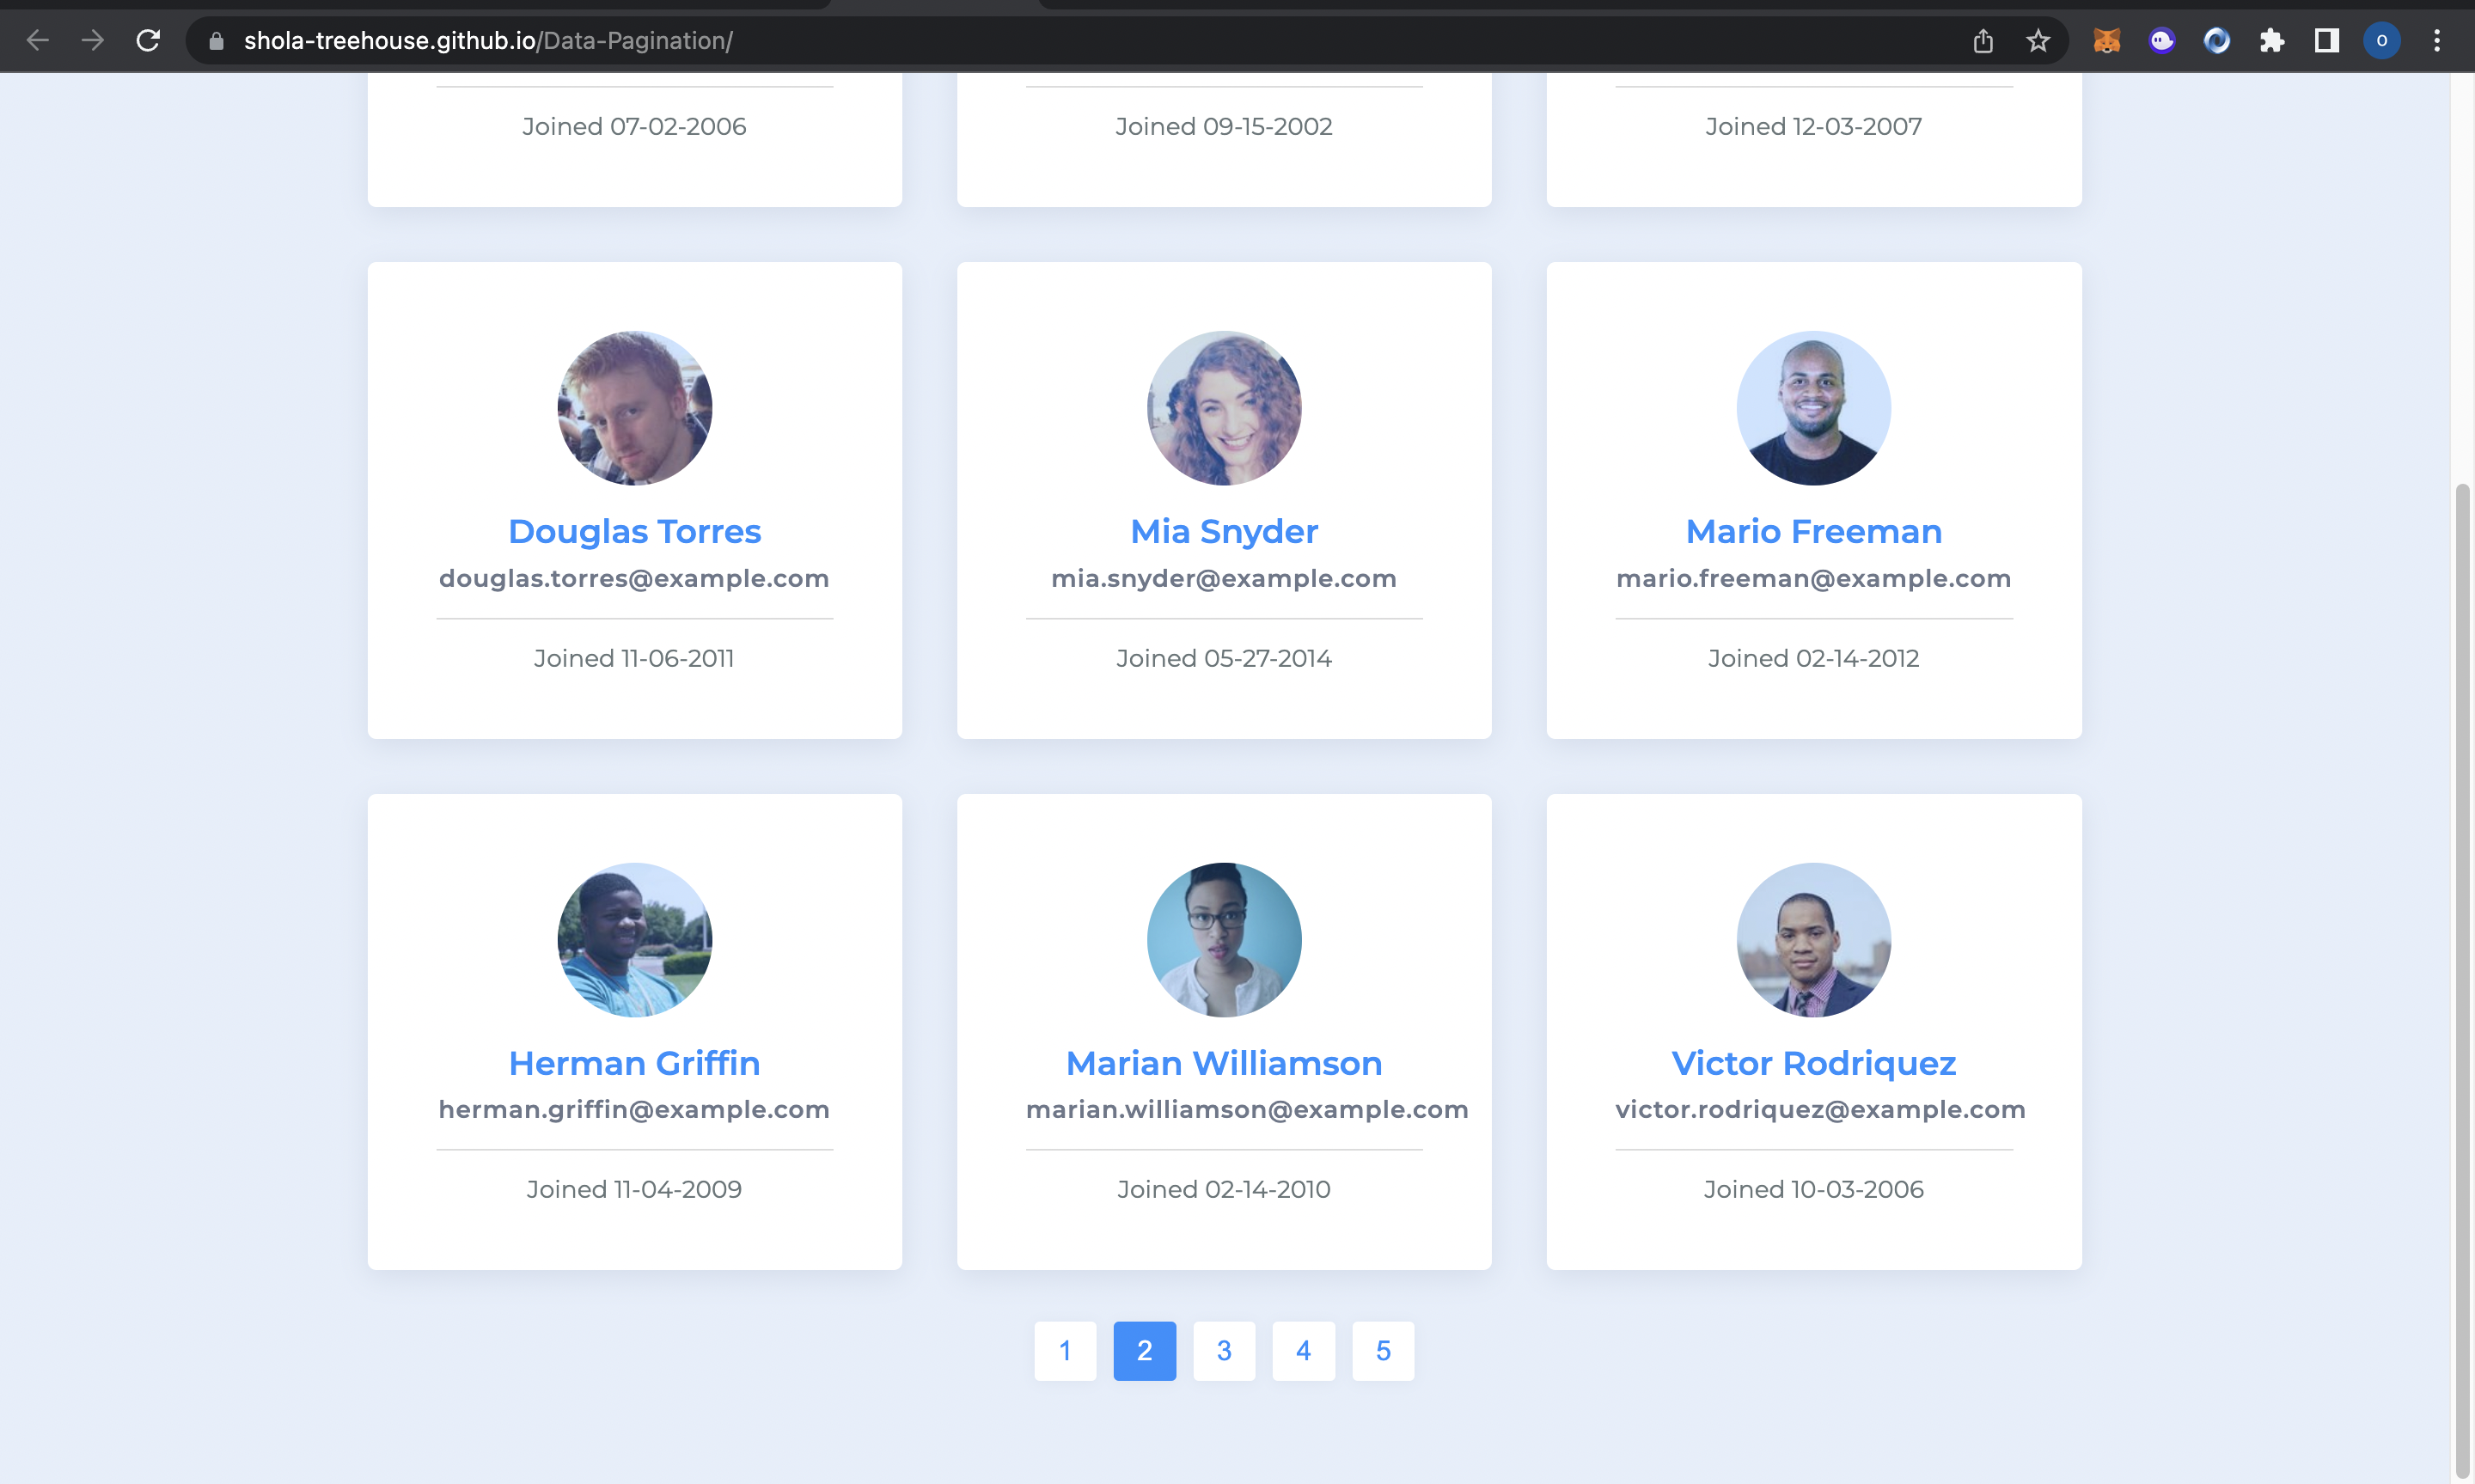 shola-treehouse.github.io/Data-Pagination/
O
Joined 07-02-2006
Joined 09-15-2002
Joined 12-03-2007
Douglas Torres
douglas.torres@example.com
Joined 11-06-2011
Mia Snyder
mia.snyder@example.com
Joined 05-27-2014
Mario Freeman
mario.freeman@example.com
Joined 02-14-2012
Herman Griffin
herman.griffin@example.com
Joined 11-04-2009
Marian Williamson
marian.williamson@example.com
Joined 02-14-2010
Victor Rodriquez
victor.rodriquez@example.com
Joined 10-03-2006
1 2 3 4 5